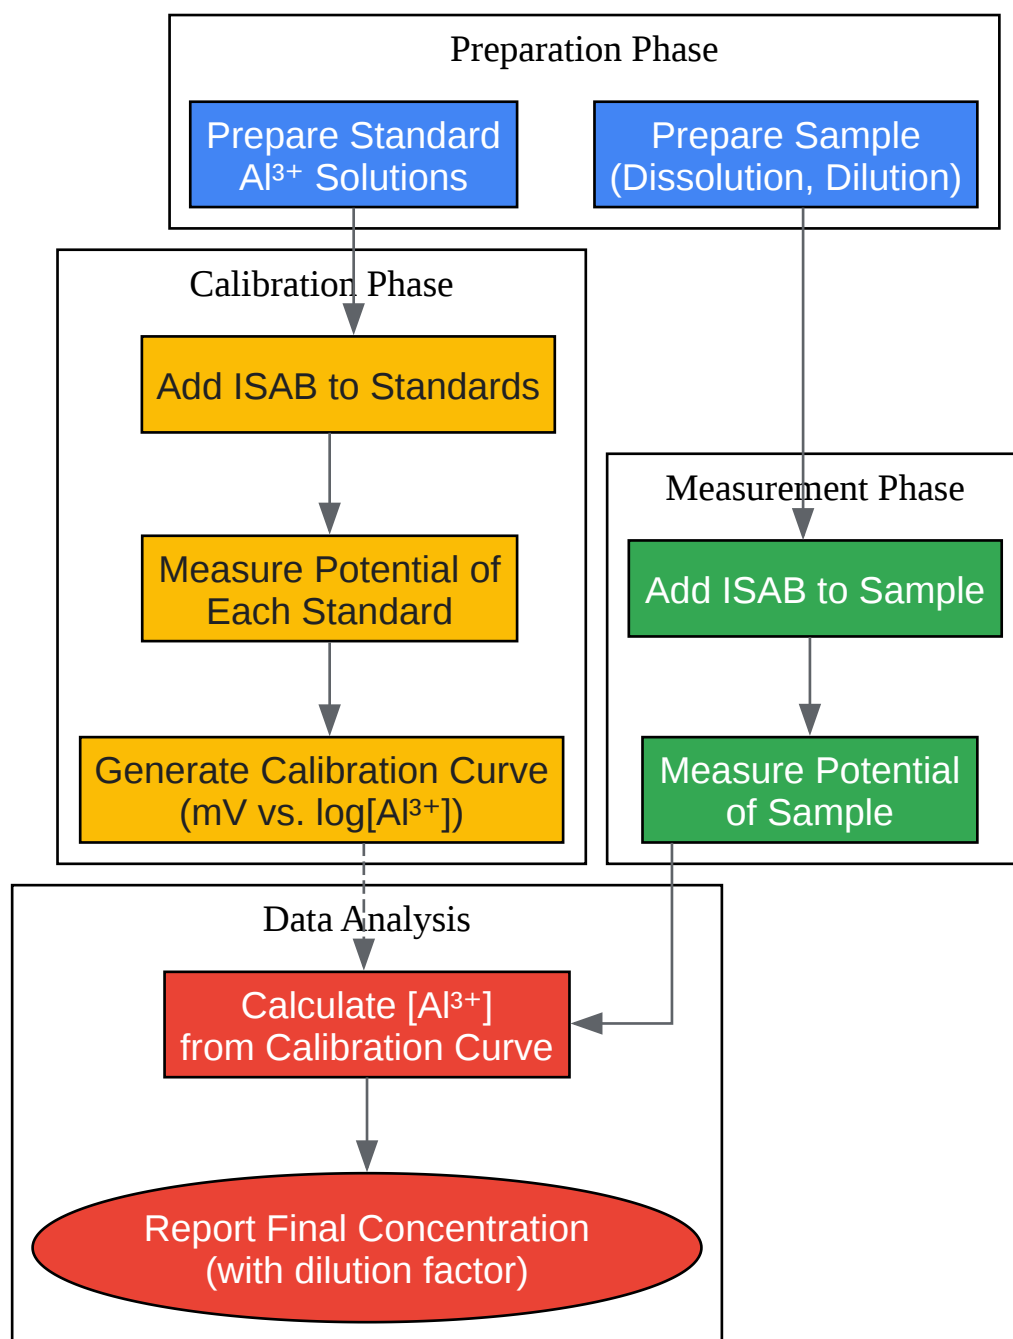 Preparation Phase
Prepare Standard
Al³⁺ Solutions
Prepare Sample
(Dissolution, Dilution)
Calibration Phase
Add ISAB to Standards
Measure Potential of
Each Standard
Generate Calibration Curve
(mV vs. log[Al³⁺])
Measurement Phase
Add ISAB to Sample
Measure Potential
of Sample
Data Analysis
Calculate [Al³⁺]
from Calibration Curve
Report Final Concentration
(with dilution factor)